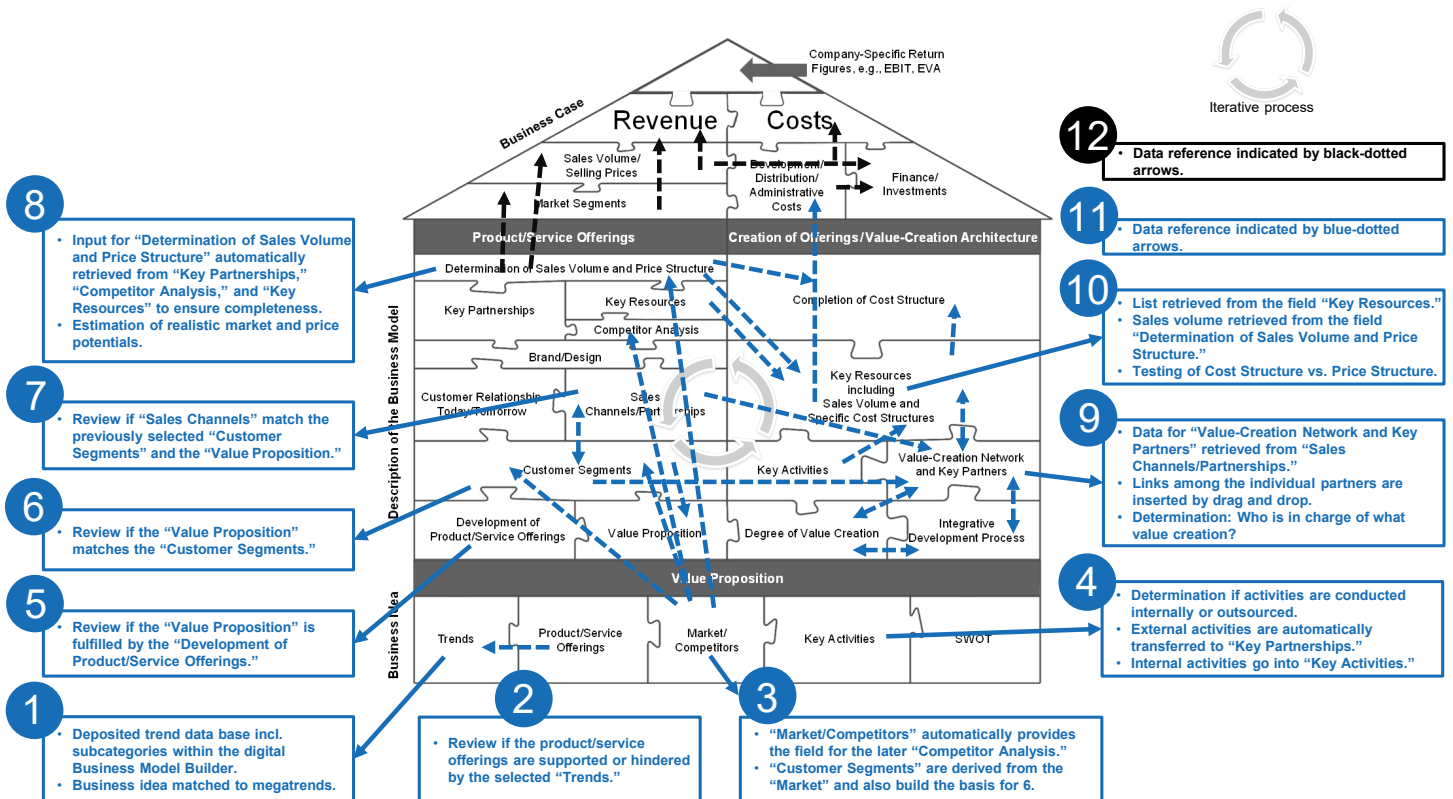 Company-Specific Return
Figures, e.g., EBIT, EVA
Iterative process
Business Case
Revenue
Costs
12
• Data reference indicated by black-dotted
arrows.
Sales Volume/
Selling Prices
Development/
Distribution/
Administrative
Costs
Finance/
Investments
Market Segments
8
• Input for “Determination of Sales Volume
and Price Structure” automatically
retrieved from “Key Partnerships,”
“Competitor Analysis,” and “Key
Resources” to ensure completeness.
• Estimation of realistic market and price
potentials.
11
• Data reference indicated by blue-dotted
arrows.
Product/Service Offerings
Creation of Offerings/Value-Creation Architecture
Description of the Business Model
Determination of Sales Volume and Price Structure
Key Partnerships
Key Resources
Competitor Analysis
Completion of Cost Structure
10
• List retrieved from the field “Key Resources.”
• Sales volume retrieved from the field
“Determination of Sales Volume and Price
Structure.”
• Testing of Cost Structure vs. Price Structure.
Brand/Design
7
• Review if “Sales Channels” match the
previously selected “Customer
Segments” and the “Value Proposition.”
Customer Relationship
Today/Tomorrow
Sales
Channels/Partnerships
Key Resources
including
Sales Volume and
Specific Cost Structures
9
• Data for “Value-Creation Network and Key
Partners” retrieved from “Sales
Channels/Partnerships.”
• Links among the individual partners are
inserted by drag and drop.
• Determination: Who is in charge of what
value creation?
Customer Segments
Key Activities
Value-Creation Network
and Key Partners
6
• Review if the “Value Proposition”
matches the “Customer Segments.”
Development of
Product/Service Offerings
Value Proposition
Degree of Value Creation
Integrative
Development Process
Value Proposition
Business Idea
5
• Review if the “Value Proposition” is
fulfilled by the “Development of
Product/Service Offerings.”
4
• Determination if activities are conducted
internally or outsourced.
• External activities are automatically
transferred to “Key Partnerships.”
• Internal activities go into “Key Activities.”
Trends
Product/Service
Offerings
Market/
Competitors
Key Activities
SWOT
1
• Deposited trend data base incl.
subcategories within the digital
Business Model Builder.
• Business idea matched to megatrends.
2
• Review if the product/service
offerings are supported or hindered
by the selected “Trends.”
3
• “Market/Competitors” automatically provides
the field for the later “Competitor Analysis.”
• “Customer Segments” are derived from the
“Market” and also build the basis for 6.